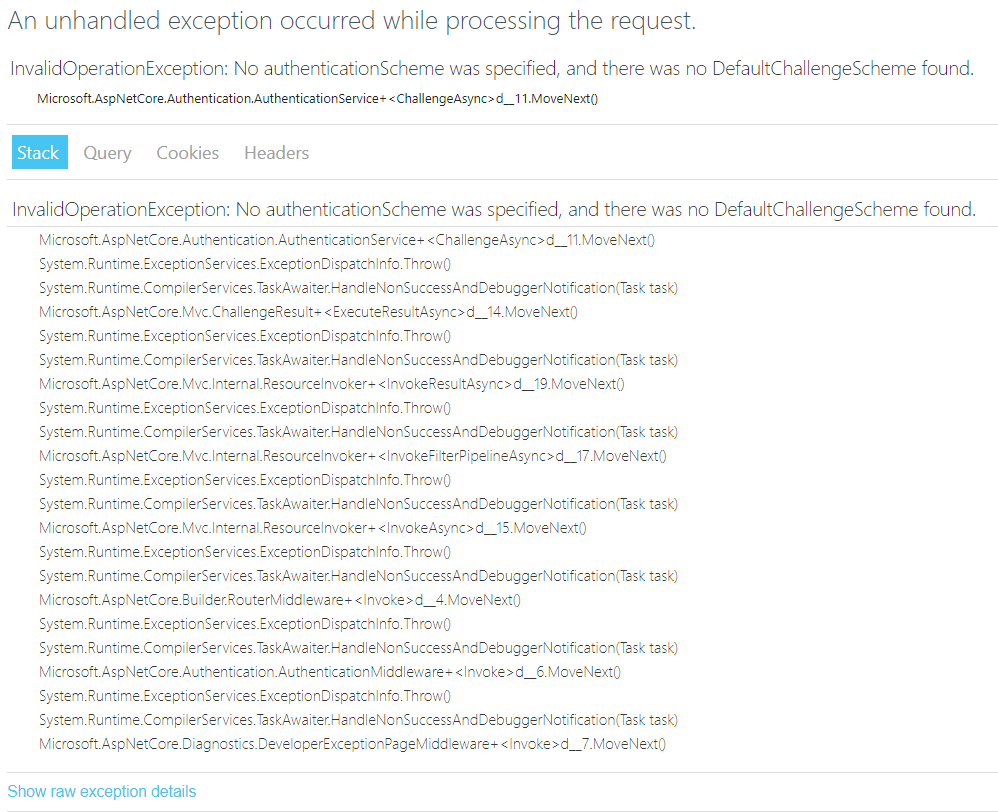 An unhandled exception occurred while processing the request.
InvalidOperationException: No authenticationScheme was specified, and there was no DefaultChallengeScheme found.
Microsoft.AspNetCore.Authentication.AuthenticationService+<ChallengeAsync>d__11.MoveNext()
Stack Query Cookies Headers
InvalidOperationException: No authenticationScheme was specified, and there was no DefaultChallengeScheme found.
Microsoft.AspNetCore.Authentication.AuthenticationService+<ChallengeAsync>d__11.MoveNext()
System.Runtime.ExceptionServices.ExceptionDispatchInfo.Throw()
System.Runtime.CompilerServices.TaskAwaiter.HandleNonSuccessAndDebuggerNotification(Task task)
Microsoft.AspNetCore.Mvc.ChallengeResult+<ExecuteResultAsync>d__14.MoveNext()
System.Runtime.ExceptionServices.ExceptionDispatchInfo.Throw()
System.Runtime.CompilerServices.TaskAwaiter.HandleNonSuccessAndDebuggerNotification(Task task)
Microsoft.AspNetCore.Mvc.Internal.ResourceInvoker+<InvokeResultAsync>d__19.MoveNext()
System.Runtime.ExceptionServices.ExceptionDispatchInfo.Throw()
System.Runtime.CompilerServices.TaskAwaiter.HandleNonSuccessAndDebuggerNotification(Task task)
Microsoft.AspNetCore.Mvc.Internal.ResourceInvoker+<InvokeFilterPipelineAsync>d__17.MoveNext()
System.Runtime.ExceptionServices.ExceptionDispatchInfo.Throw()
System.Runtime.CompilerServices.TaskAwaiter.HandleNonSuccessAndDebuggerNotification(Task task)
Microsoft.AspNetCore.Mvc.Internal.ResourceInvoker+<InvokeAsync>d__15.MoveNext()
System.Runtime.ExceptionServices.ExceptionDispatchInfo.Throw()
System.Runtime.CompilerServices.TaskAwaiter.HandleNonSuccessAndDebuggerNotification(Task task)
Microsoft.AspNetCore.Builder.RouterMiddleware+<Invoke>d__4.MoveNext()
System.Runtime.ExceptionServices.ExceptionDispatchInfo.Throw()
System.Runtime.CompilerServices.TaskAwaiter.HandleNonSuccessAndDebuggerNotification(Task task)
Microsoft.AspNetCore.Authentication.AuthenticationMiddleware+<Invoke>d__6.MoveNext()
System.Runtime.ExceptionServices.ExceptionDispatchInfo.Throw()
System.Runtime.CompilerServices.TaskAwaiter.HandleNonSuccessAndDebuggerNotification(Task task)
Microsoft.AspNetCore.Diagnostics.DeveloperExceptionPageMiddleware+<Invoke>d__7.MoveNext()
Show raw exception details